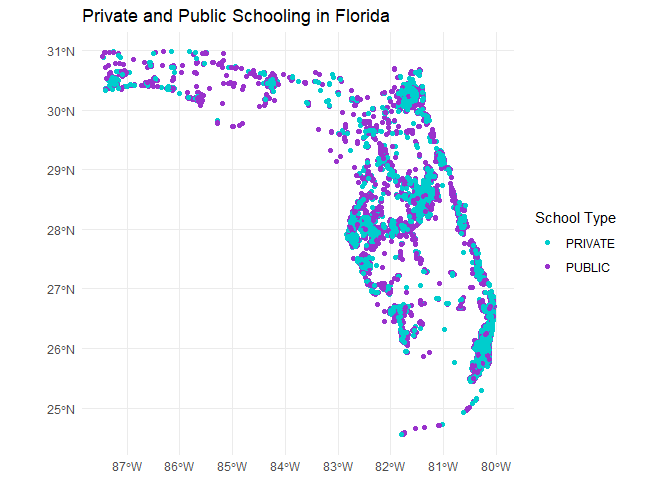 Private and Public Schooling in Florida
31°N
30°N
29°N
28°N
27°N
26°N
25°N
87°W 86°W 85°W 84°W 83°W 82°W 81°W 80°W
School Type
PRIVATE
PUBLIC